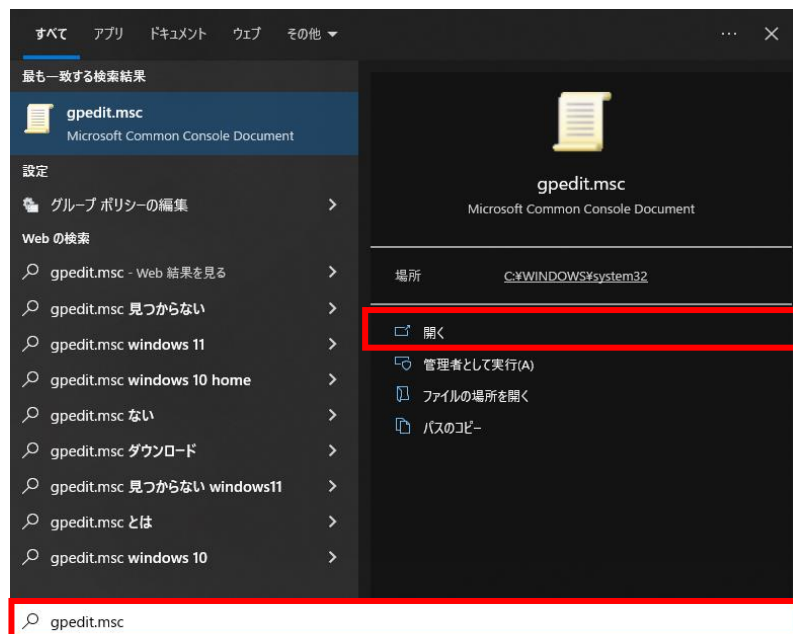 すべて アプリ ドキュメント ウェブ その他 ▼ … ×
最も一致する検索結果
gpedit.msc
Microsoft Common Console Document
設定
グループ ポリシーの編集
Web の検索
gpedit.msc - Web 結果を見る
gpedit.msc 見つからない
gpedit.msc windows 11
gpedit.msc windows 10 home
gpedit.msc ない
gpedit.msc ダウンロード
gpedit.msc 見つからない windows11
gpedit.msc とは
gpedit.msc windows 10
gpedit.msc
Microsoft Common Console Document
場所 C:¥WINDOWS¥system32
開く
管理者として実行(A)
ファイルの場所を開く
パスのコピー
gpedit.msc